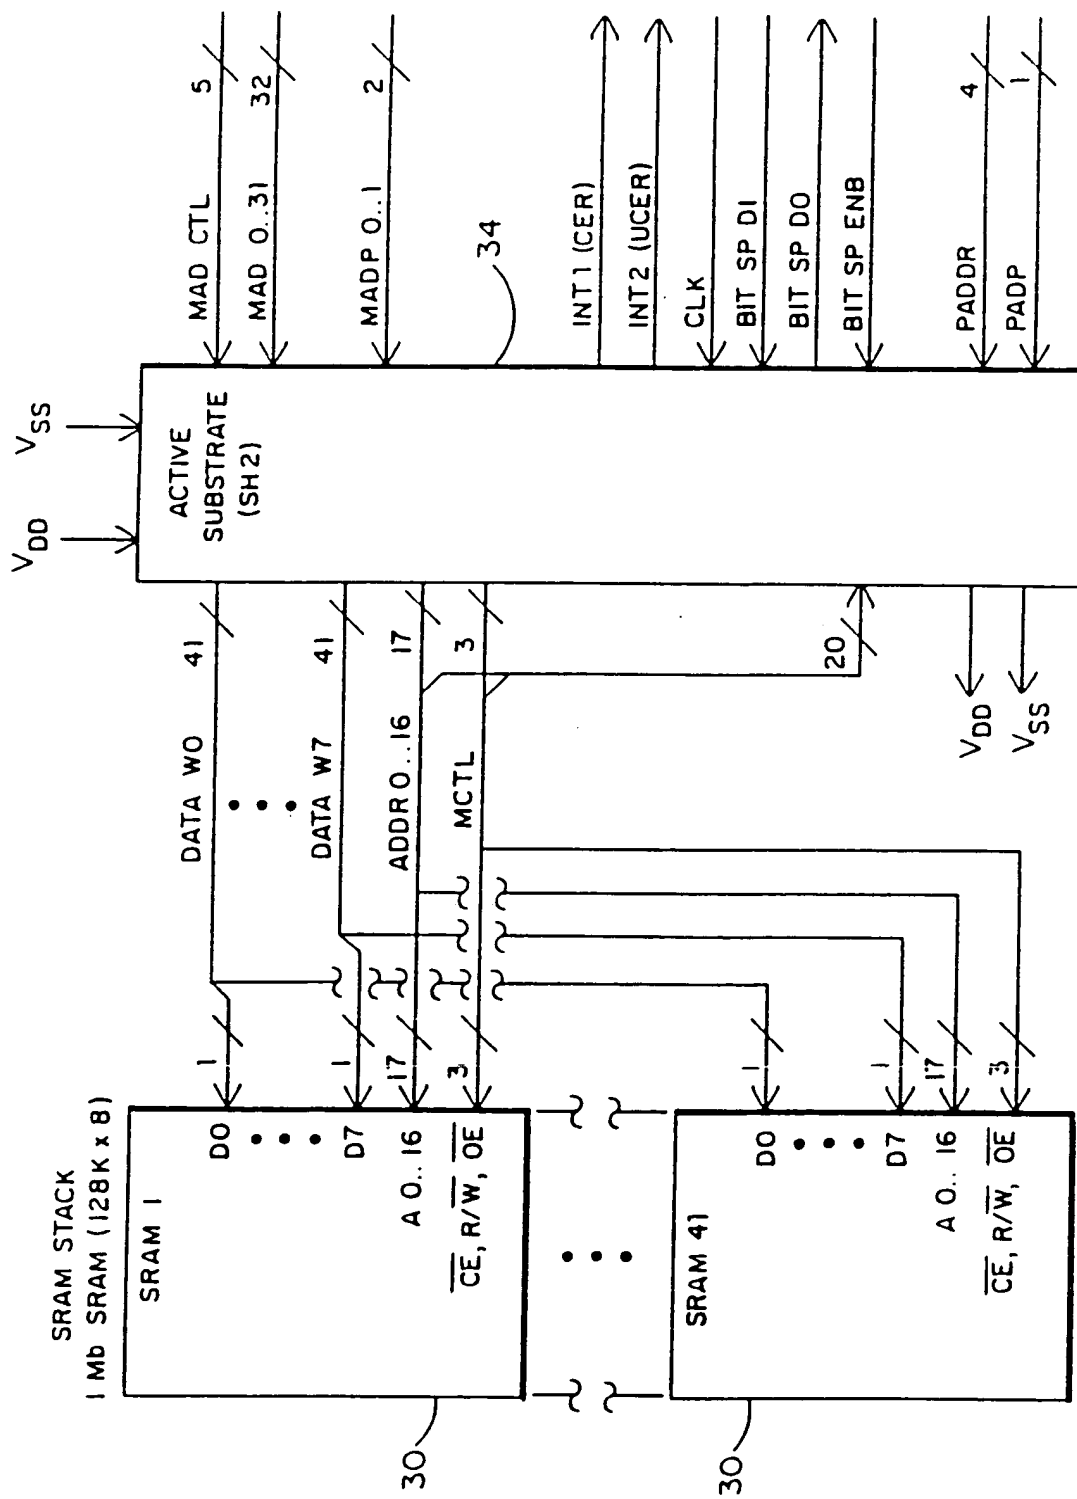 SRAM STACK
1 Mb SRAM (128K x 8)
SRAM 1
D0
D7
A 0..16
CE, R/W, OE
30
SRAM 41
D0
D7
A 0..16
CE, R/W, OE
30
1
1
17
3
1
1
17
3
DATA W0
41
DATA W7
41
ADDR 0..16
17
MCTL
3
20
VDD
VSS
VDD
VSS
ACTIVE
SUBSTRATE
(SH2)
34
MAD CTL
5
MAD 0..31
32
MADP 0..1
2
INT1 (CER)
INT2 (UCER)
CLK
BIT SP DI
BIT SP DO
BIT SP ENB
PADDR
4
PADP
1